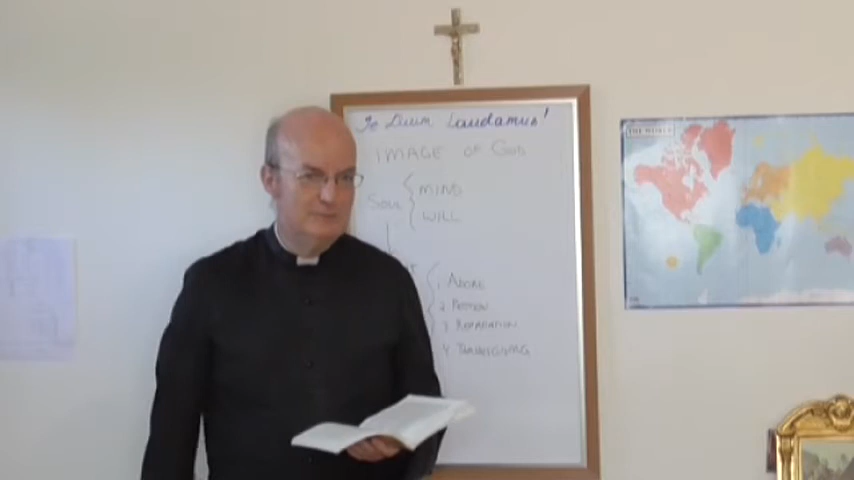 Te Deum Laudamus!
IMAGE OF GOD
SOUL { MIND
WILL
1 ADORE
2 PETITION
3 REPARATION
4 THANKSGIVING
THE WORLD